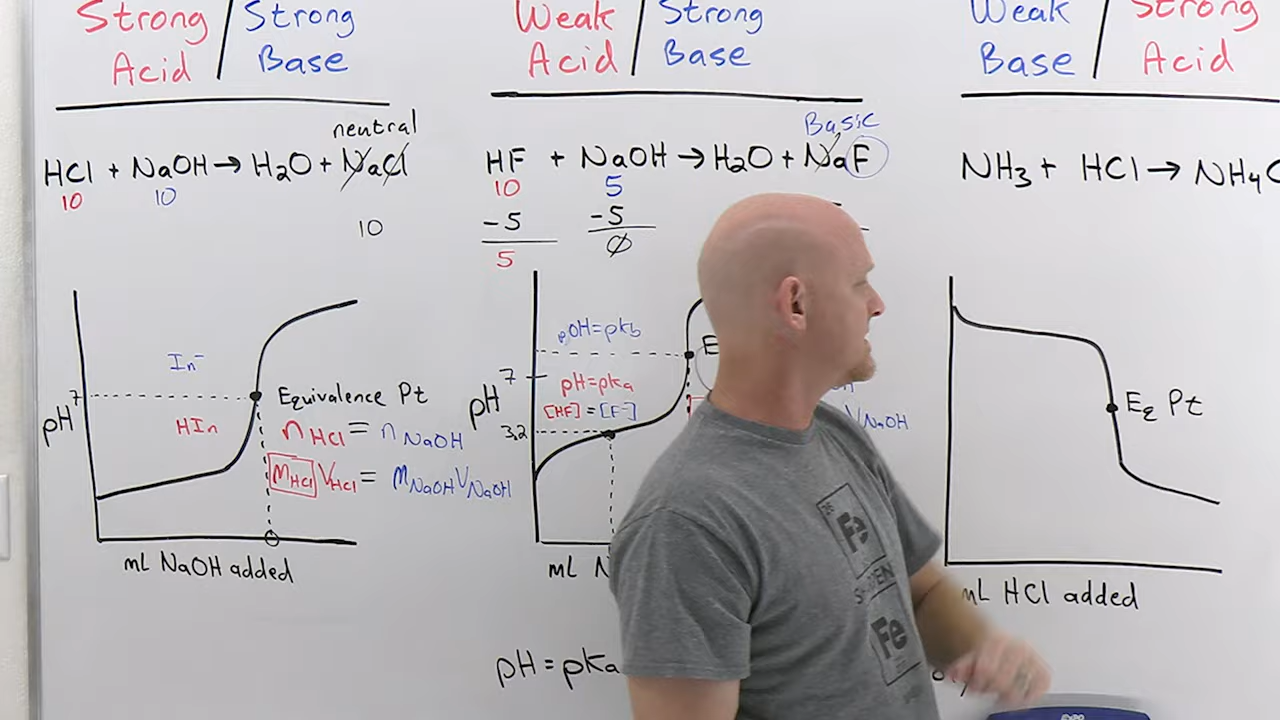 Strong / Strong
Acid Base
neutral
HCl + NaOH → H2O + NaCl
10 10
10
7
In⁻
HIn
pH
Equivalence Pt
nHCl = nNaOH
MHCl VHCl = MNaOH VNaOH
mL NaOH added
Weak / Strong
Acid Base
Basic
HF + NaOH → H2O + NaF
10 5
-5 -5
5 Ø
pOH = pKb
7
pH = pKa
[HF] = [F⁻]
pH
3.2
E
VNaOH
mL N
pH = pKa
Fe
Fe
Weak / Strong
Base Acid
NH3 + HCl → NH4C
Eq Pt
mL HCl added